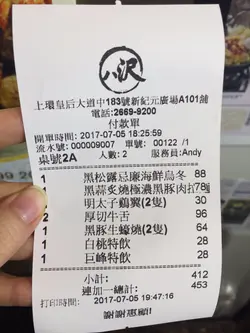 八沢
上環皇后大道中183號新紀元廣場A101舖
電話:2669-9200
付款單
開單時間: 2017-07-05 18:25:59
流水號: 000009007 單號: 00122 /1
枱號2A 人數: 2 服務員:Andy
1 黑松露忌廉海鮮烏冬 88
1 黑蒜炙燒極濃黑豚肉拉 78
1 明太子鷄翼(2隻) 30
2 厚切牛舌 96
1 黑豚生蠔燒(2隻) 64
1 白桃特飲 28
1 巨峰特飲 28
小計: 412
連加一總計: 453
打印時間: 2017-07-05 19:47:16
謝謝惠顧